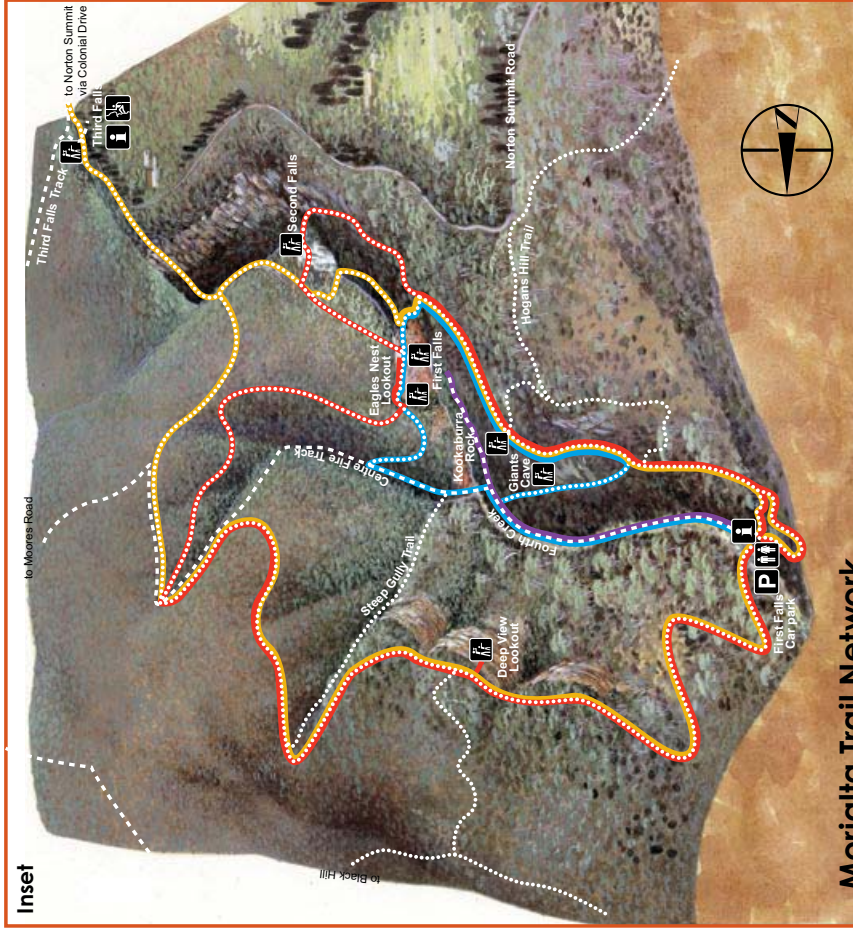 Inset
to Norton Summit
via Colonial Drive
Third Falls Track
Third Fall
to Moores Road
Second Falls
Norton Summit Road
Hogans Hill Trail
Eagles Nest
Lookout
First Falls
Centre Fire Track
Kookaburra
Rock
Giants
Cave
Steep Gully Trail
Fourth Creek
Deep View
Lookout
P
First Falls
Car park
to Black Hill
Morialta Trail Network
N
i
i